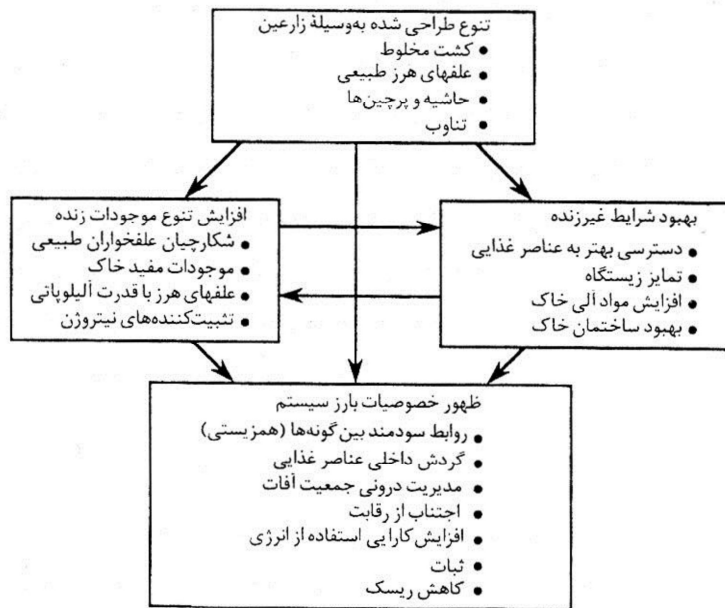 تنوع طراحی شده به‌وسیلهٔ زارعین
● کشت مخلوط
● علفهای هرز طبیعی
● حاشیه و پرچین‌ها
● تناوب
بهبود شرایط غیرزنده
● دسترسی بهتر به عناصر غذایی
● تمایز زیستگاه
● افزایش مواد آلی خاک
● بهبود ساختمان خاک
افزایش تنوع موجودات زنده
● شکارچیان علفخواران طبیعی
● موجودات مفید خاک
● علفهای هرز با قدرت آلیلوپاتی
● تثبیت‌کننده‌های نیتروژن
ظهور خصوصیات بارز سیستم
● روابط سودمند بین گونه‌ها (همزیستی)
● گردش داخلی عناصر غذایی
● مدیریت درونی جمعیت آفات
● اجتناب از رقابت
● افزایش کارایی استفاده از انرژی
● ثبات
● کاهش ریسک